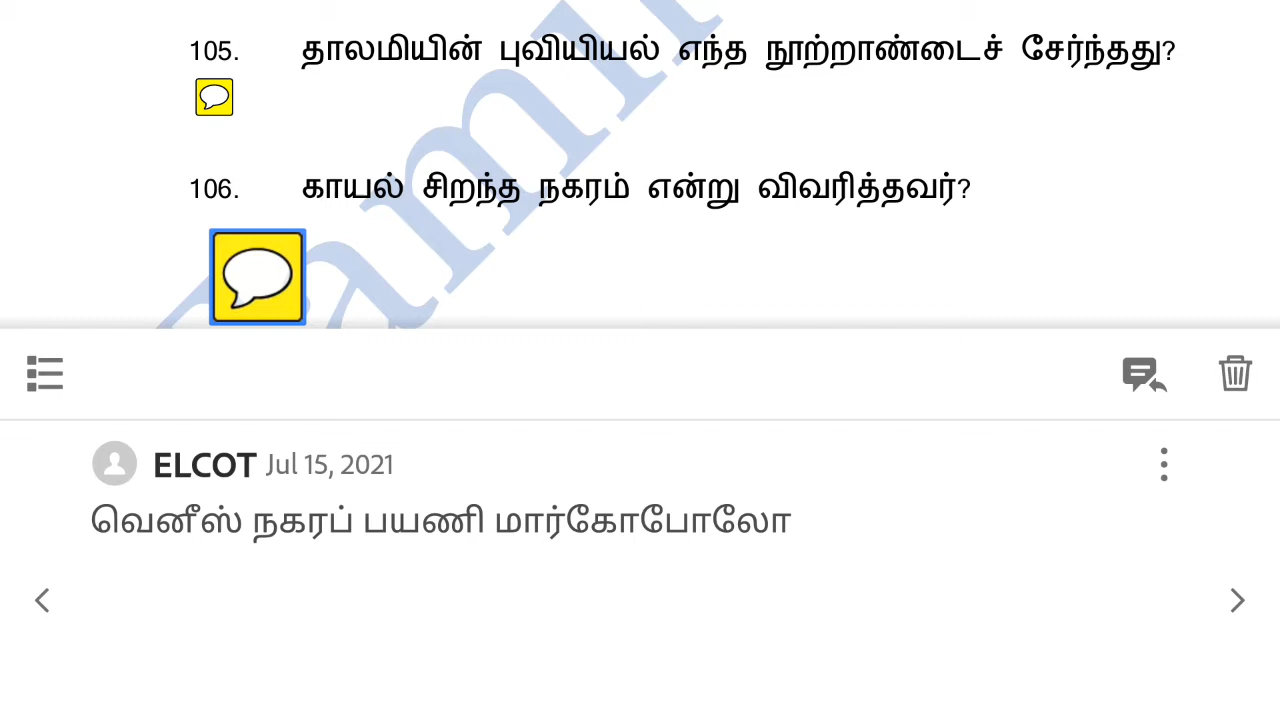 105. தாலமியின் புவியியல் எந்த நூற்றாண்டைச் சேர்ந்தது?
106. காயல் சிறந்த நகரம் என்று விவரித்தவர்?
ELCOT Jul 15, 2021
வெனீஸ் நகரப் பயணி மார்கோபோலோ